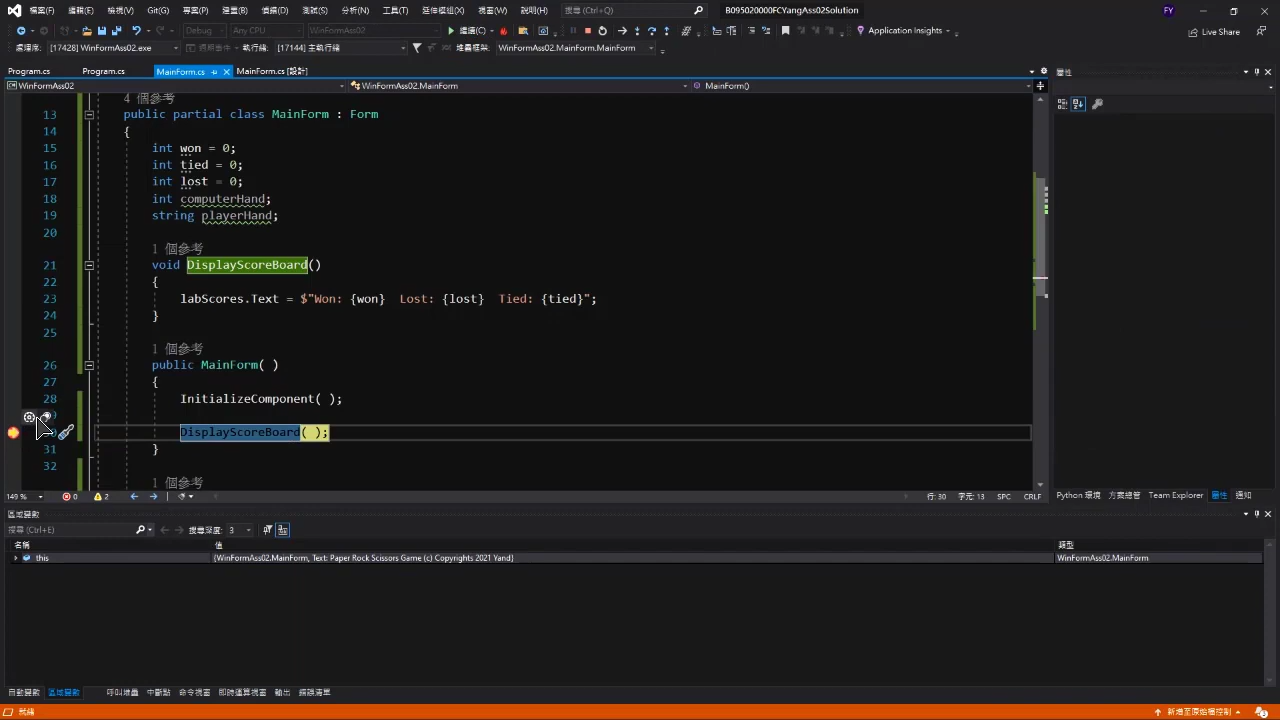 檔案(F) 編輯(E) 檢視(V) Git(G) 專案(P) 建置(B) 偵錯(D) 測試(S) 分析(N) 工具(T) 延伸模組(X) 視窗(W) 說明(H) 搜尋 (Ctrl+Q) B095020000FCYangAss02Solution FY
Debug Any CPU WinFormAss02 繼續(C) Application Insights Live Share
處理序: [17428] WinFormAss02.exe 執行緒: [17144] 主執行緒 堆疊框架: WinFormAss02.MainForm.MainForm
Program.cs Program.cs MainForm.cs MainForm.cs [設計] 屬性
WinFormAss02 WinFormAss02.MainForm MainForm()
4 個參考
13 public partial class MainForm : Form
14 {
15 int won = 0;
16 int tied = 0;
17 int lost = 0;
18 int computerHand;
19 string playerHand;
20
1 個參考
21 void DisplayScoreBoard()
22 {
23 labScores.Text = $"Won: {won}  Lost: {lost}  Tied: {tied}";
24 }
25
1 個參考
26 public MainForm( )
27 {
28 InitializeComponent( );
DisplayScoreBoard( );
31 }
32
1 個參考
149 % 0 2 行: 30 字元: 13 SPC CRLF Python 環境 方案總管 Team Explorer 屬性 通知
區域變數
搜尋 (Ctrl+E) 搜尋深度: 3
名稱 值 類型
this {WinFormAss02.MainForm, Text: Paper Rock Scissors Game (c) Copyrights 2021 Yand} WinFormAss02.MainForm
自動變數 區域變數 呼叫堆疊 中斷點 命令視窗 即時運算視窗 輸出 錯誤清單
就緒 新增至原始檔控制